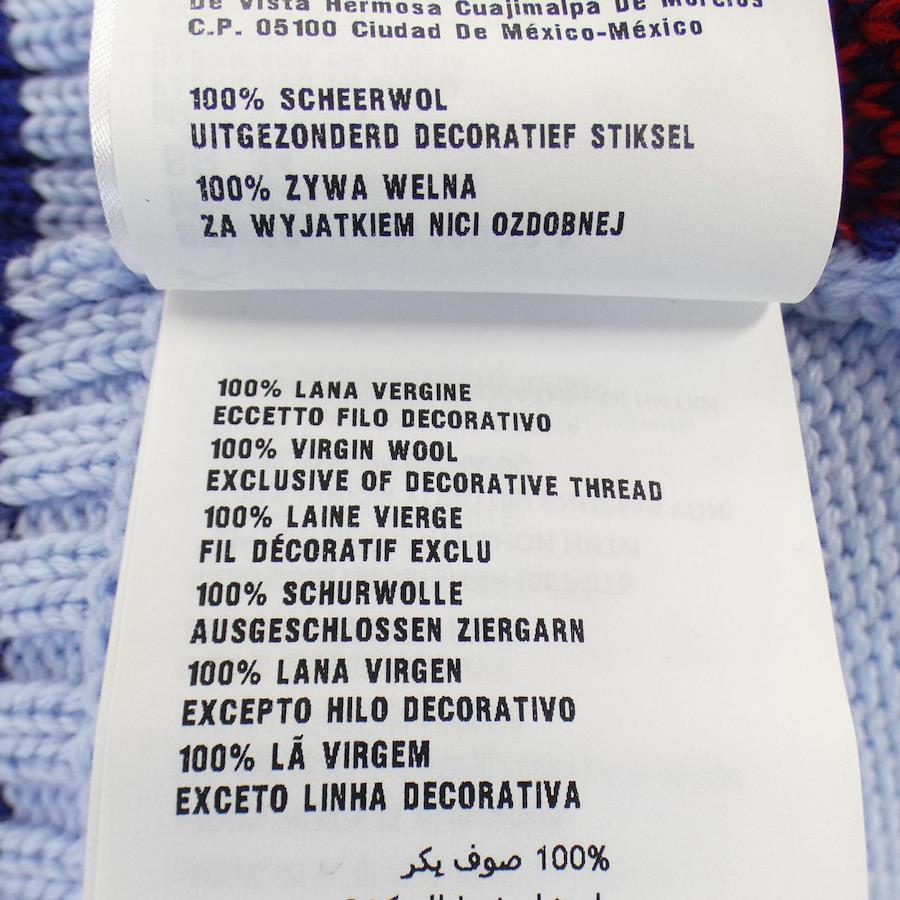 De Vista Hermosa Cuajimalpa De Morelos
C.P. 05100 Ciudad De México-México
100% SCHEERWOL
UITGEZONDERD DECORATIEF STIKSEL
100% ZYWA WELNA
ZA WYJATKIEM NICI OZDOBNEJ
100% LANA VERGINE
ECCETTO FILO DECORATIVO
100% VIRGIN WOOL
EXCLUSIVE OF DECORATIVE THREAD
100% LAINE VIERGE
FIL DÉCORATIF EXCLU
100% SCHURWOLLE
AUSGESCHLOSSEN ZIERGARN
100% LANA VIRGEN
EXCEPTO HILO DECORATIVO
100% LÃ VIRGEM
EXCETO LINHA DECORATIVA
100% صوف بكر